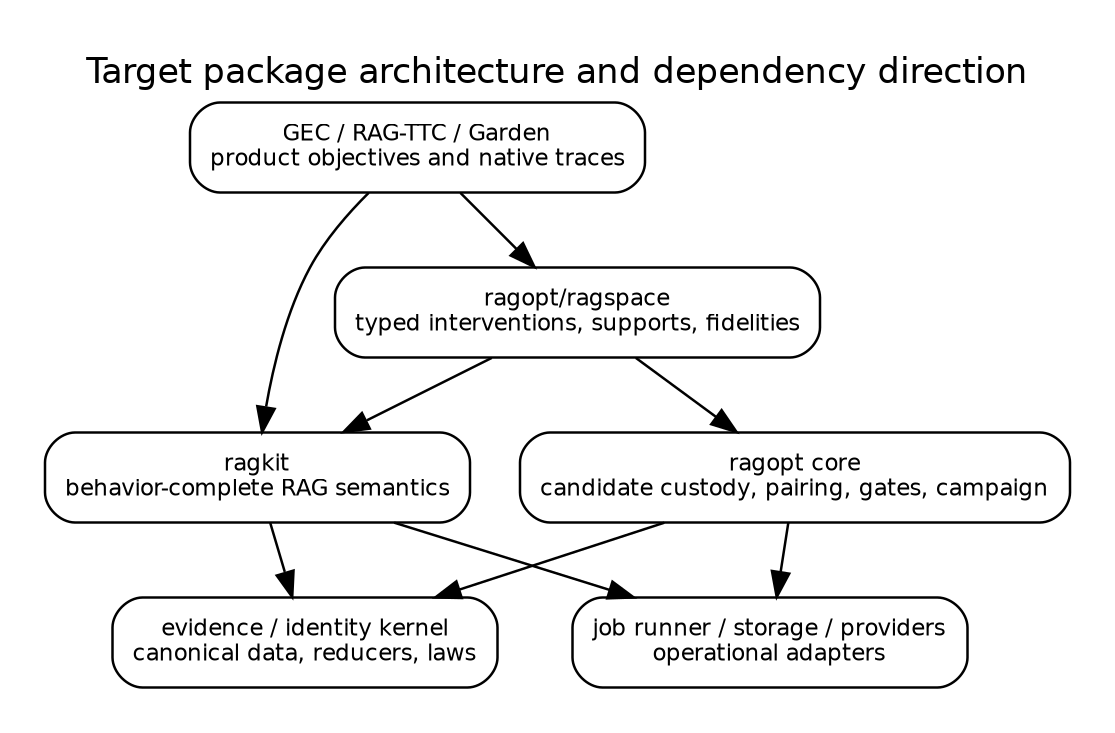 Target package architecture and dependency direction
GEC / RAG-TTC / Garden
product objectives and native traces
ragopt/ragspace
typed interventions, supports, fidelities
ragkit
behavior-complete RAG semantics
ragopt core
candidate custody, pairing, gates, campaign
evidence / identity kernel
canonical data, reducers, laws
job runner / storage / providers
operational adapters